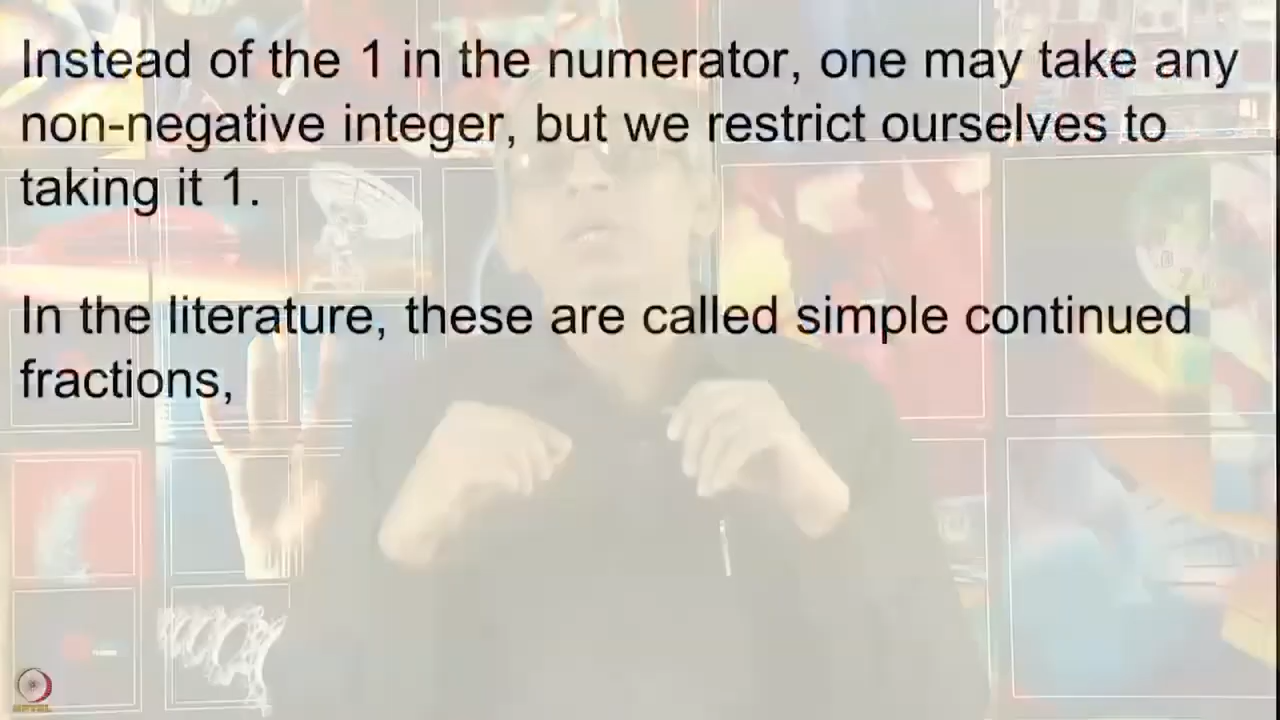 Instead of the 1 in the numerator, one may take any
non-negative integer, but we restrict ourselves to
taking it 1.
In the literature, these are called simple continued
fractions,
NPTEL